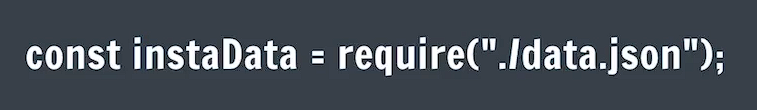 const instaData = require("./data.json");